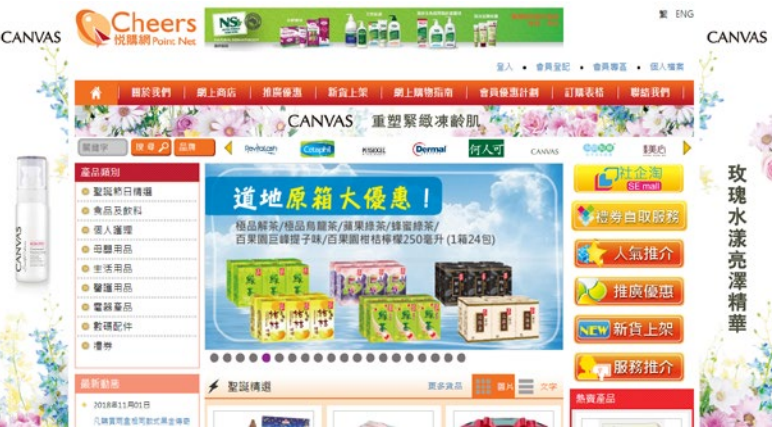 CANVAS
Cheers
悅購網 Point Net
NS
繁 ENG
CANVAS
登入 • 會員登記 • 會員專區 • 個人檔案
關於我們 網上商店 推廣優惠 新貨上架 網上購物指南 會員優惠計劃 訂購表格 聯絡我們
CANVAS 重塑緊緻凍齡肌
關鍵字 搜尋 品牌
Cetaphil
Dermal
何人可
CANVAS
美心
產品類別
聖誕節日精選
食品及飲料
個人護理
母嬰用品
生活用品
醫護用品
電器產品
數碼配件
禮券
道地原箱大優惠！
極品解茶/極品烏龍茶/蘋果綠茶/蜂蜜綠茶/
百果園巨峰提子味/百果園柑桔檸檬250毫升 (1箱24包)
社企淘
SE mall
禮券自取服務
人氣推介
推廣優惠
NEW 新貨上架
服務推介
CANVAS
玫瑰水漾亮澤精華
最新動態
2018年11月01日
聖誕精選
更多貨品
圖片
文字
熱賣產品